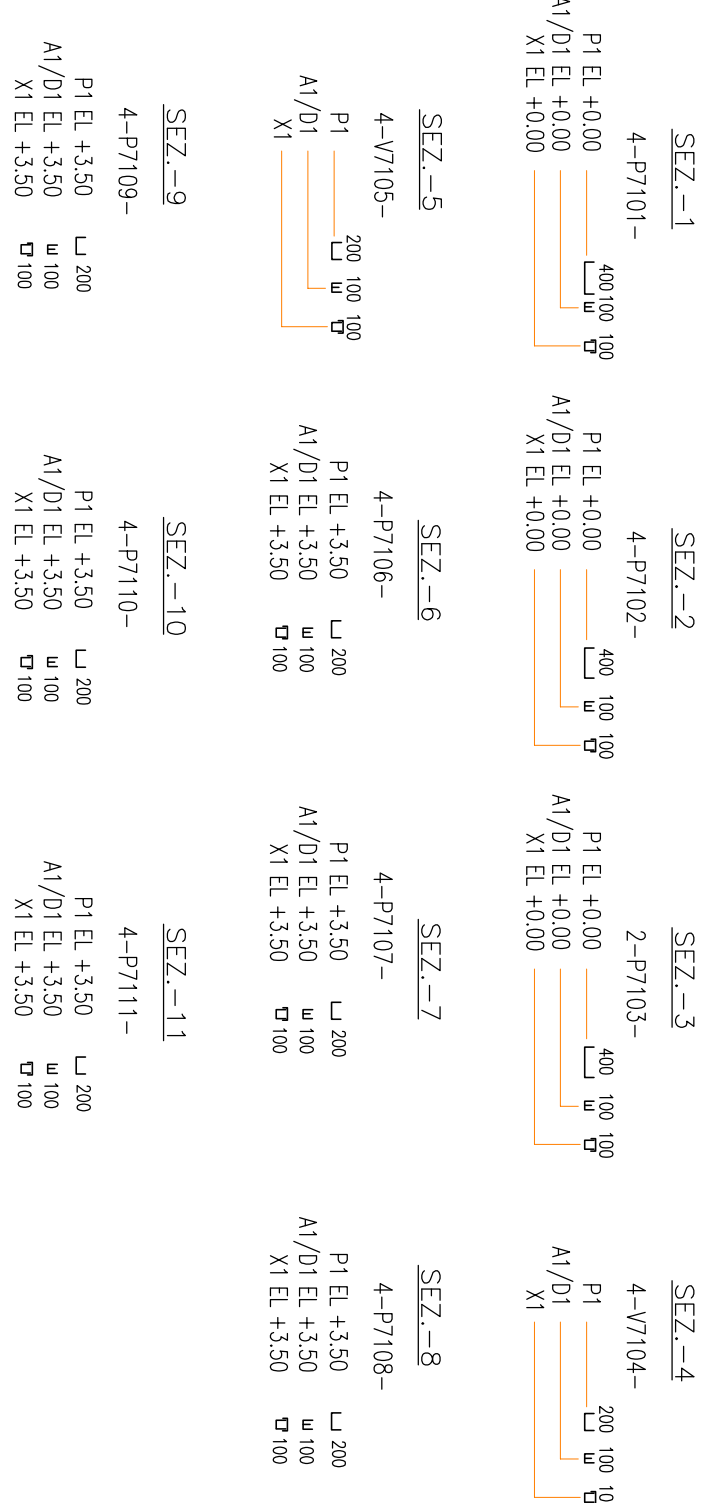 SEZ.-1
4-P7101-
P1 EL +0.00
A1/D1 EL +0.00
X1 EL +0.00
400 100 100
SEZ.-2
4-P7102-
P1 EL +0.00
A1/D1 EL +0.00
X1 EL +0.00
400 100 100
SEZ.-3
2-P7103-
P1 EL +0.00
A1/D1 EL +0.00
X1 EL +0.00
400 100 100
SEZ.-4
4-V7104-
P1
A1/D1
X1
200 100 10
SEZ.-5
4-V7105-
P1
A1/D1
X1
200 100 100
SEZ.-6
4-P7106-
P1 EL +3.50 200
A1/D1 EL +3.50 100
X1 EL +3.50 100
SEZ.-7
4-P7107-
P1 EL +3.50 200
A1/D1 EL +3.50 100
X1 EL +3.50 100
SEZ.-8
4-P7108-
P1 EL +3.50 200
A1/D1 EL +3.50 100
X1 EL +3.50 100
SEZ.-9
4-P7109-
P1 EL +3.50 200
A1/D1 EL +3.50 100
X1 EL +3.50 100
SEZ.-10
4-P7110-
P1 EL +3.50 200
A1/D1 EL +3.50 100
X1 EL +3.50 100
SEZ.-11
4-P7111-
P1 EL +3.50 200
A1/D1 EL +3.50 100
X1 EL +3.50 100